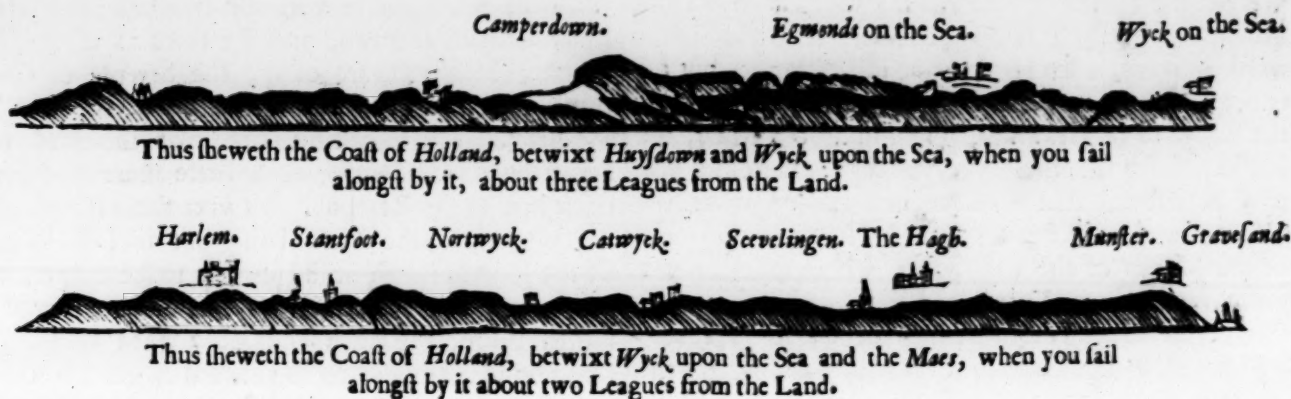 Camperdown. Egmonds on the Sea. Wyck on the Sea.
Thus ſheweth the Coaſt of Holland, betwixt Huyſdown and Wyck upon the Sea, when you ſail
alongſt by it, about three Leagues from the Land.
Harlem. Stantfoot. Nortwyck. Catwyck. Scevelingen. The Hagh. Munſter. Graveſand.
Thus ſheweth the Coaſt of Holland, betwixt Wyck upon the Sea and the Maes, when you ſail
alongſt by it about two Leagues from the Land.